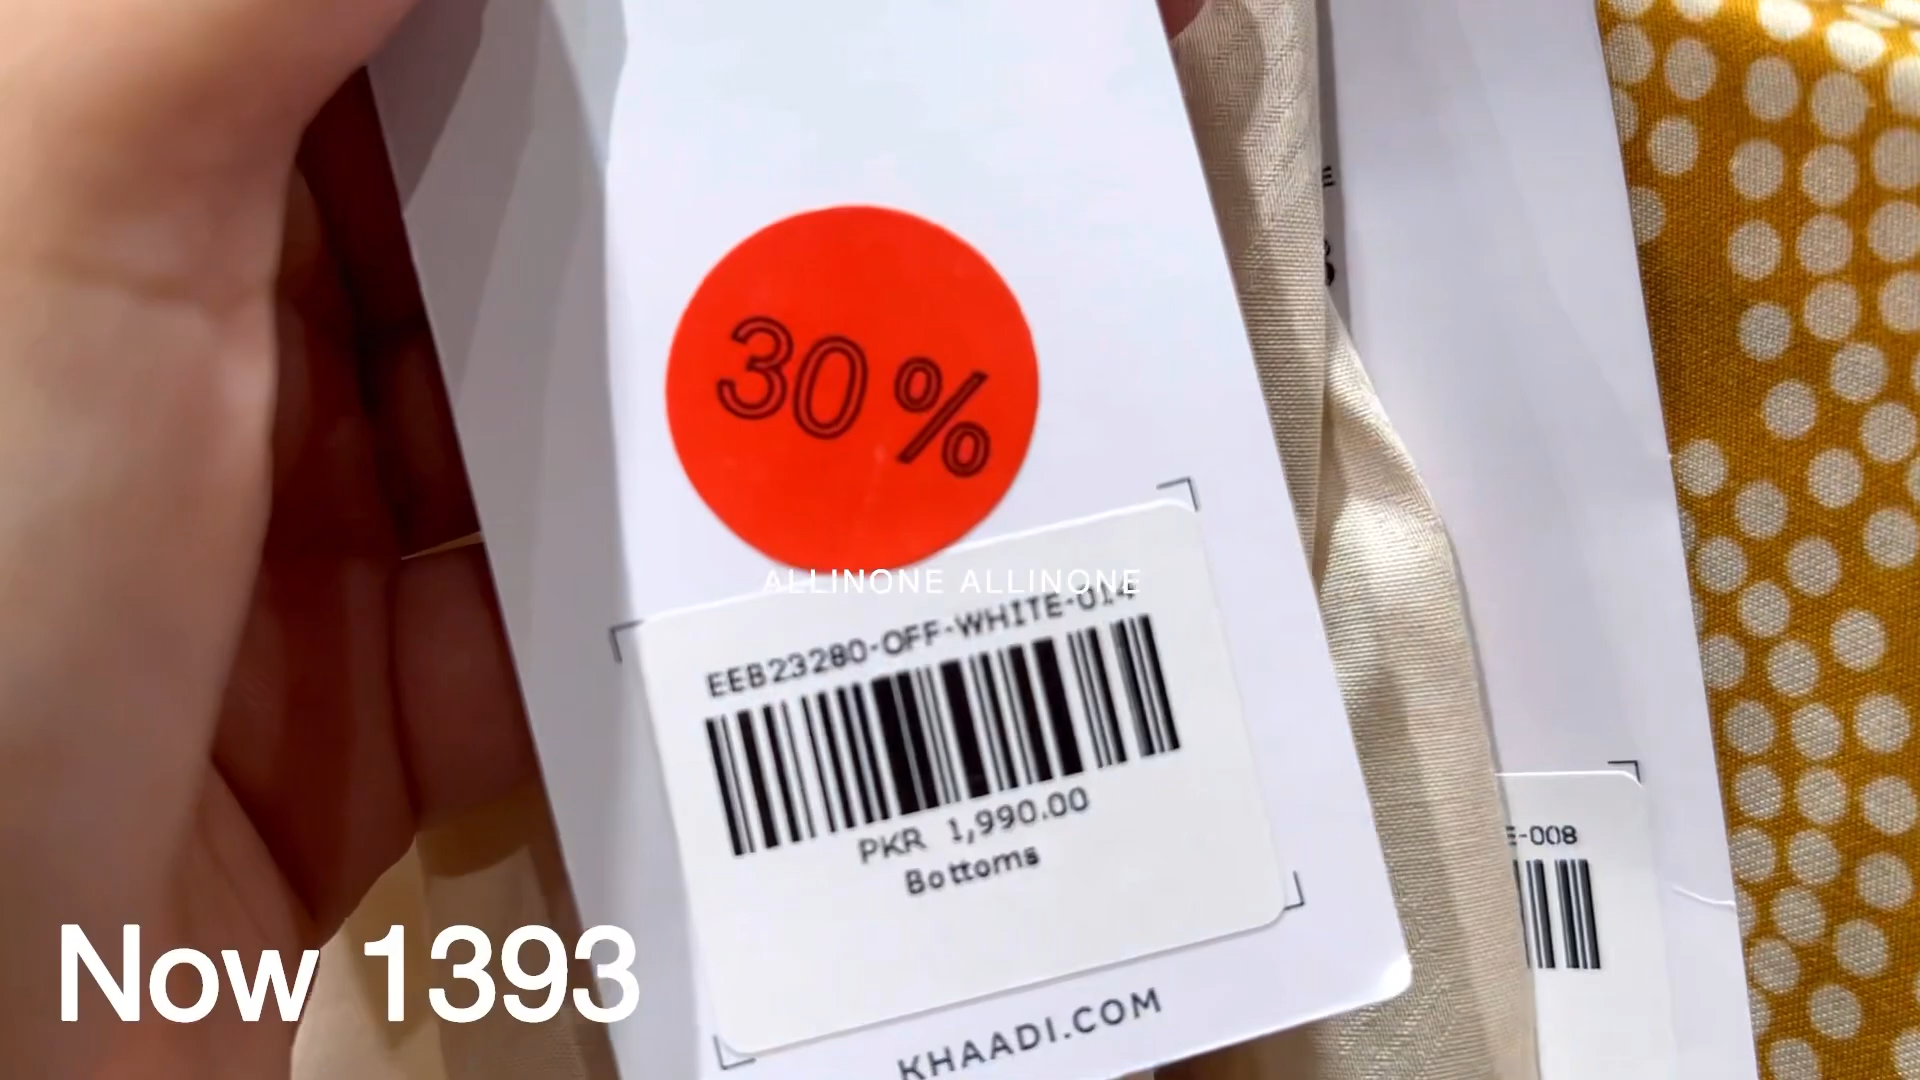 30%
ALLINONE ALLINONE
EEB23280-OFF-WHITE-014
PKR 1,990.00
Bottoms
E-008
KHAADI.COM
Now 1393